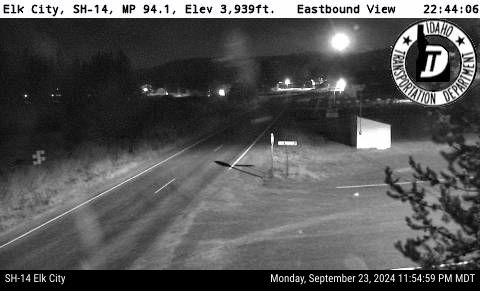 Elk City, SH-14, MP 94.1, Elev 3,939ft. Eastbound View 22:44:06
IDAHO
TRANSPORTATION DEPARTMENT
SH-14 Elk City Monday, September 23, 2024 11:54:59 PM MDT